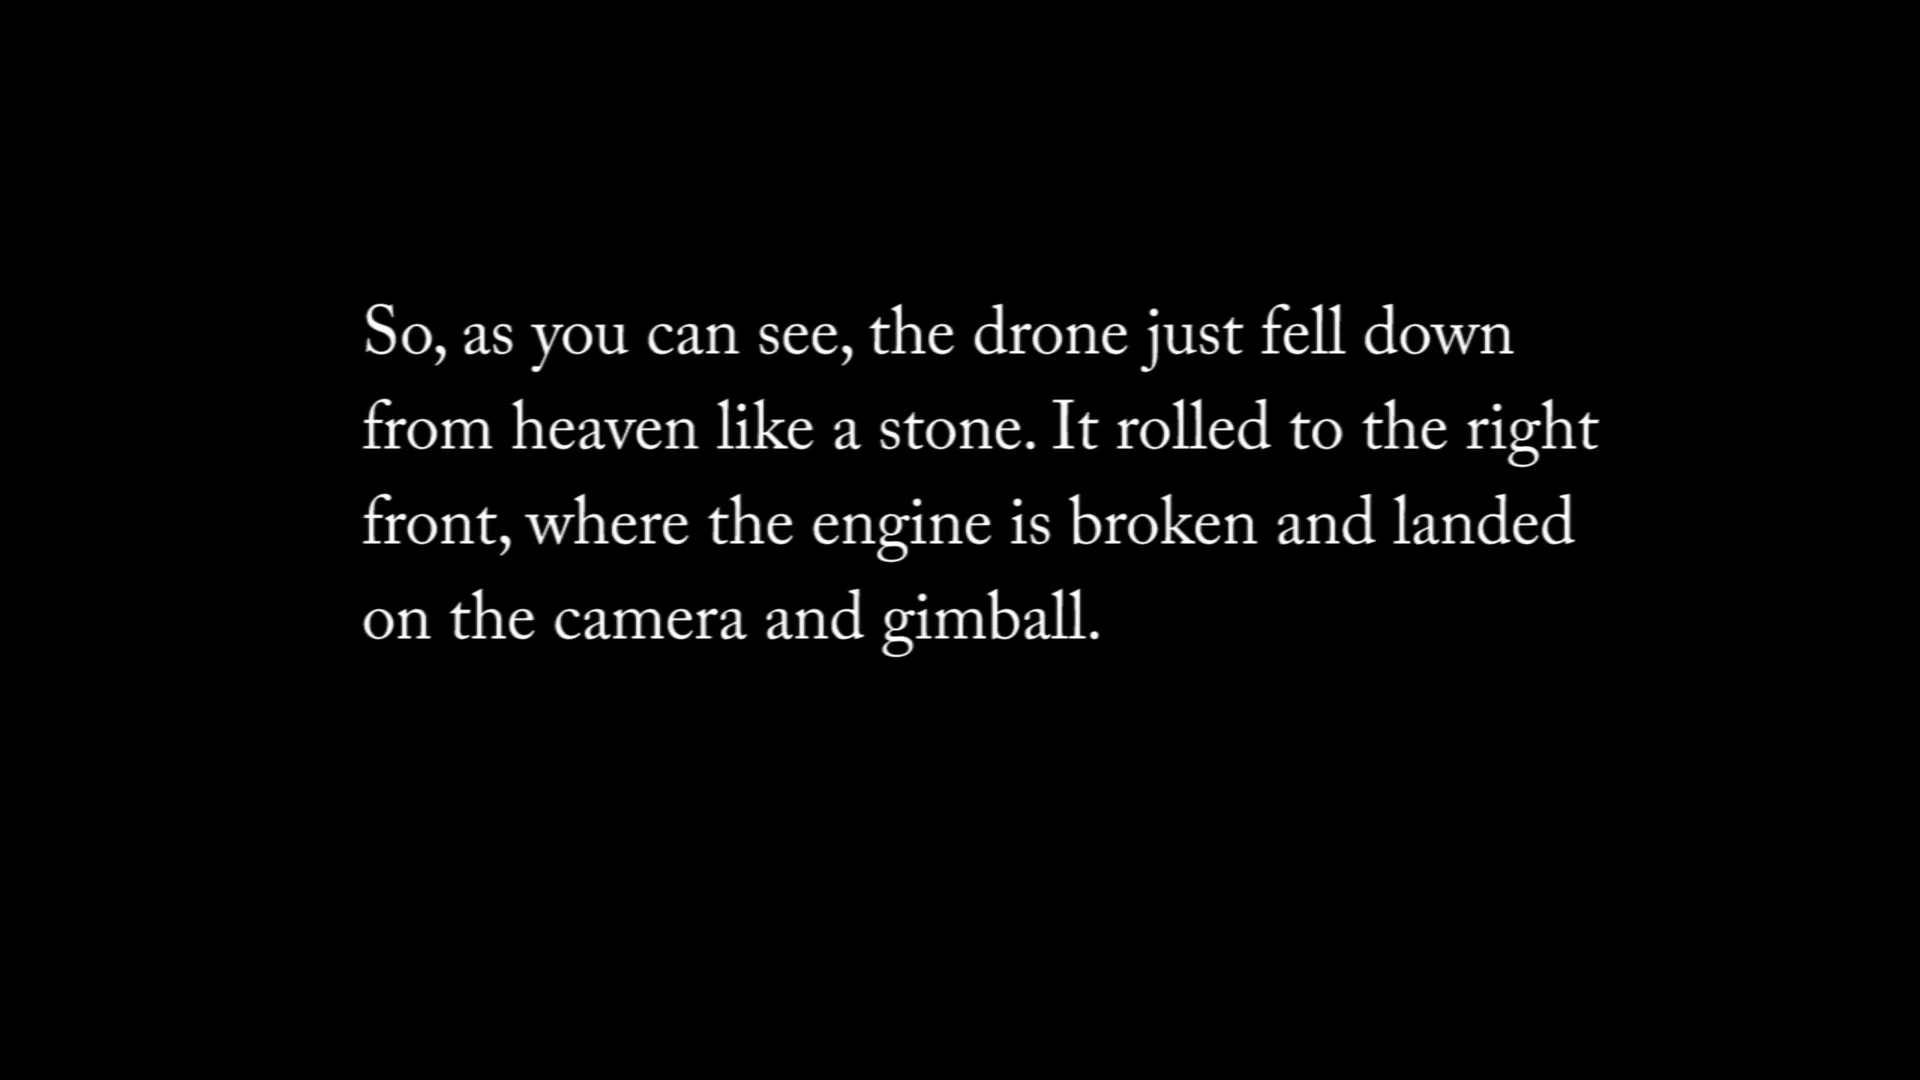 So, as you can see, the drone just fell down
from heaven like a stone. It rolled to the right
front, where the engine is broken and landed
on the camera and gimball.